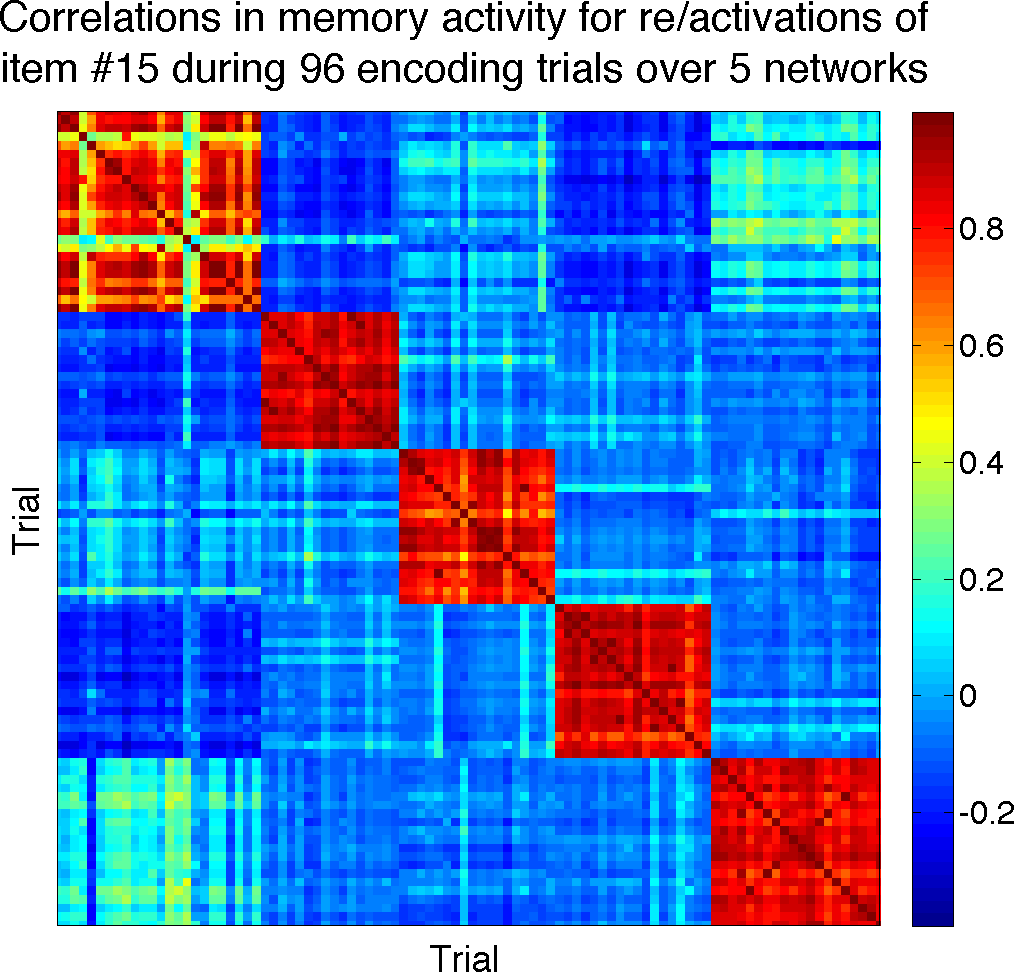 Correlations in memory activity for re/activations of
item #15 during 96 encoding trials over 5 networks
0.8
0.6
0.4
0.2
0
-0.2
Trial
Trial